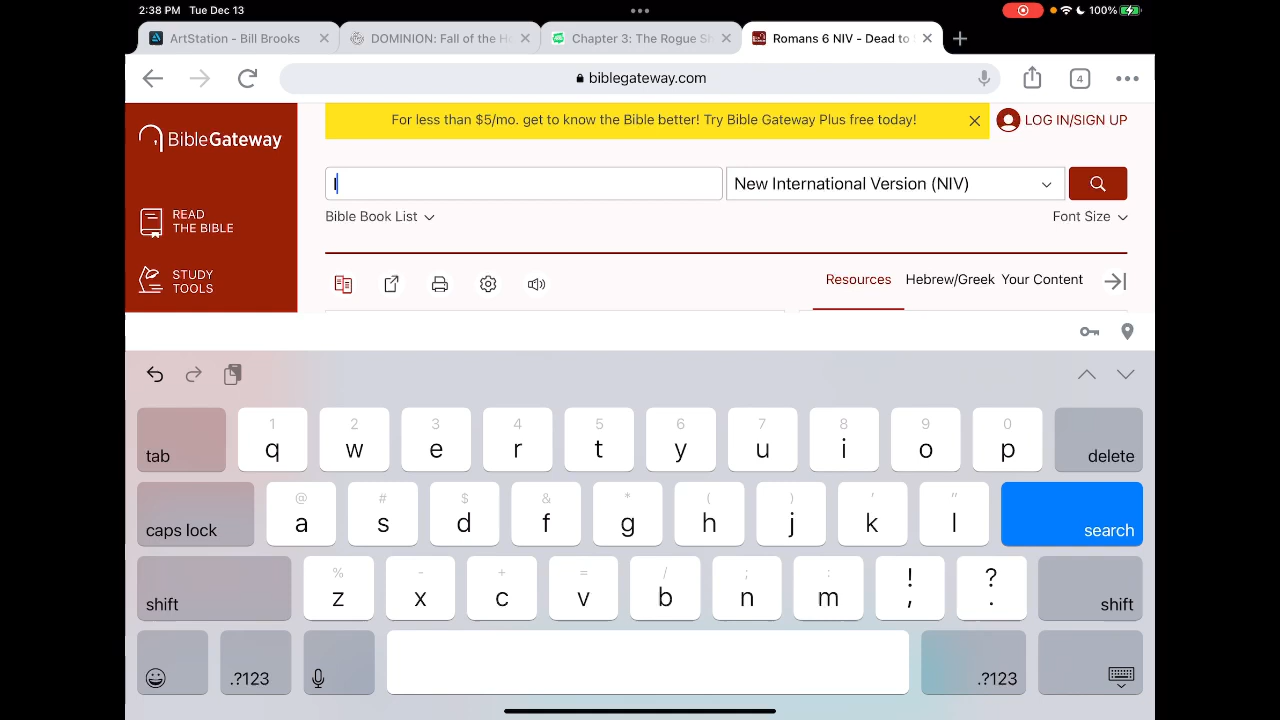 2:38 PM Tue Dec 13
100%
ArtStation - Bill Brooks
DOMINION: Fall of the H
Chapter 3: The Rogue S
Romans 6 NIV - Dead to
biblegateway.com
4
BibleGateway
For less than $5/mo. get to know the Bible better! Try Bible Gateway Plus free today!
LOG IN/SIGN UP
I
New International Version (NIV)
Bible Book List
Font Size
READ
THE BIBLE
STUDY
TOOLS
Resources
Hebrew/Greek
Your Content
1 2 3 4 5 6 7 8 9 0
tab q w e r t y u i o p delete
@ # $ & * ( ) ' "
caps lock a s d f g h j k l search
% - + = / ; : ! ?
shift z x c v b n m , . shift
.?123 .?123